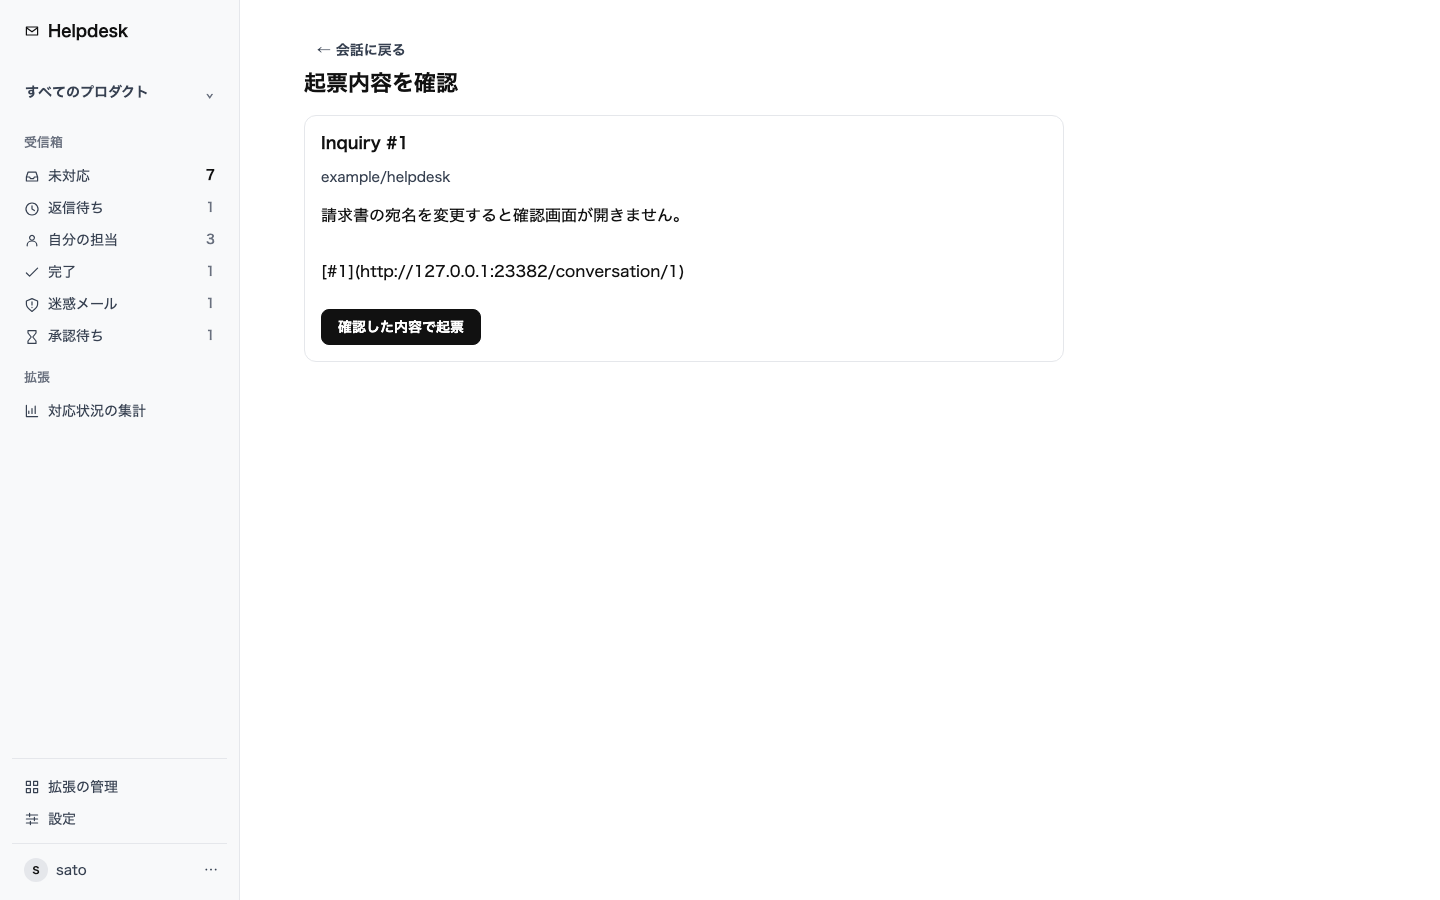 Helpdesk
すべてのプロダクト
受信箱
未対応 7
返信待ち 1
自分の担当 3
完了 1
迷惑メール 1
承認待ち 1
拡張
対応状況の集計
拡張の管理
設定
S sato ...
← 会話に戻る
起票内容を確認
Inquiry #1
example/helpdesk
請求書の宛名を変更すると確認画面が開きません。
[#1](http://127.0.0.1:23382/conversation/1)
確認した内容で起票